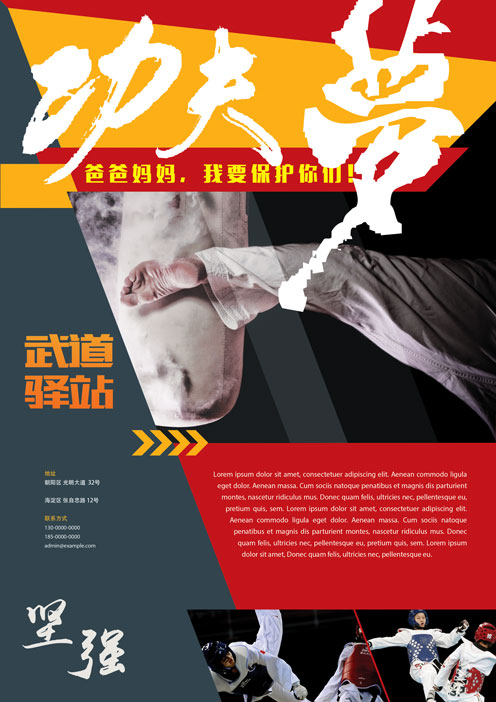 功夫夢
爸爸妈妈，我要保护你们！
武道
驿站
地址
朝阳区 光明大道 32号
海淀区 张自忠路 12号
联系方式
130-0000-0000
185-0000-0000
admin@example.com
Lorem ipsum dolor sit amet, consectetuer adipiscing elit. Aenean commodo ligula
eget dolor. Aenean massa. Cum sociis natoque penatibus et magnis dis parturient
montes, nascetur ridiculus mus. Donec quam felis, ultricies nec, pellentesque eu,
pretium quis, sem. Lorem ipsum dolor sit amet, consectetuer adipiscing elit.
Aenean commodo ligula eget dolor. Aenean massa. Cum sociis natoque
penatibus et magnis dis parturient montes, nascetur ridiculus mus. Donec
quam felis, ultricies nec, pellentesque eu, pretium quis, sem. Lorem ipsum
dolor sit amet, Donec quam felis, ultricies nec, pellentesque eu.
坚强